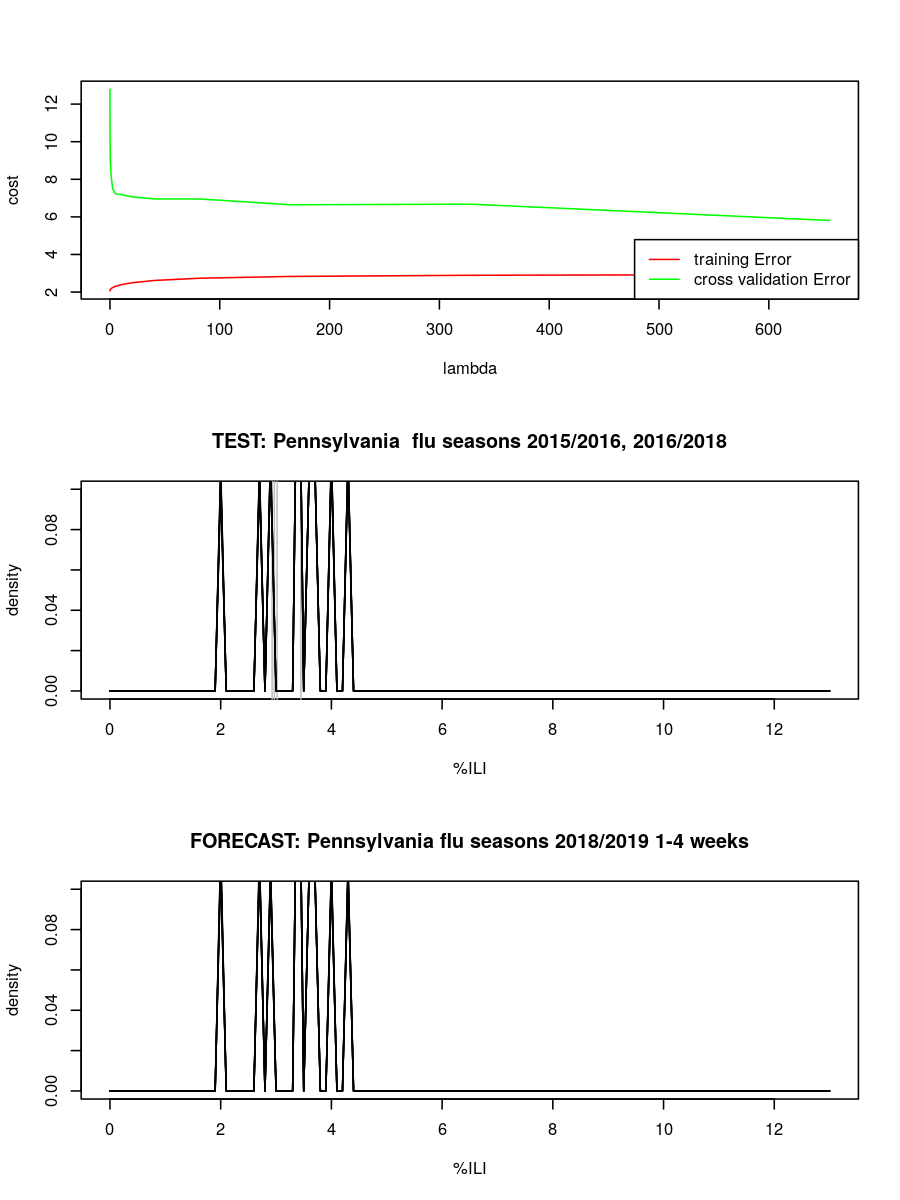 12
10
8
6
4
2
cost
training Error
cross validation Error
0 100 200 300 400 500 600
lambda
TEST: Pennsylvania  flu seasons 2015/2016, 2016/2018
0.08
0.04
0.00
density
0 2 4 6 8 10 12
%ILI
FORECAST: Pennsylvania flu seasons 2018/2019 1-4 weeks
0.08
0.04
0.00
density
0 2 4 6 8 10 12
%ILI